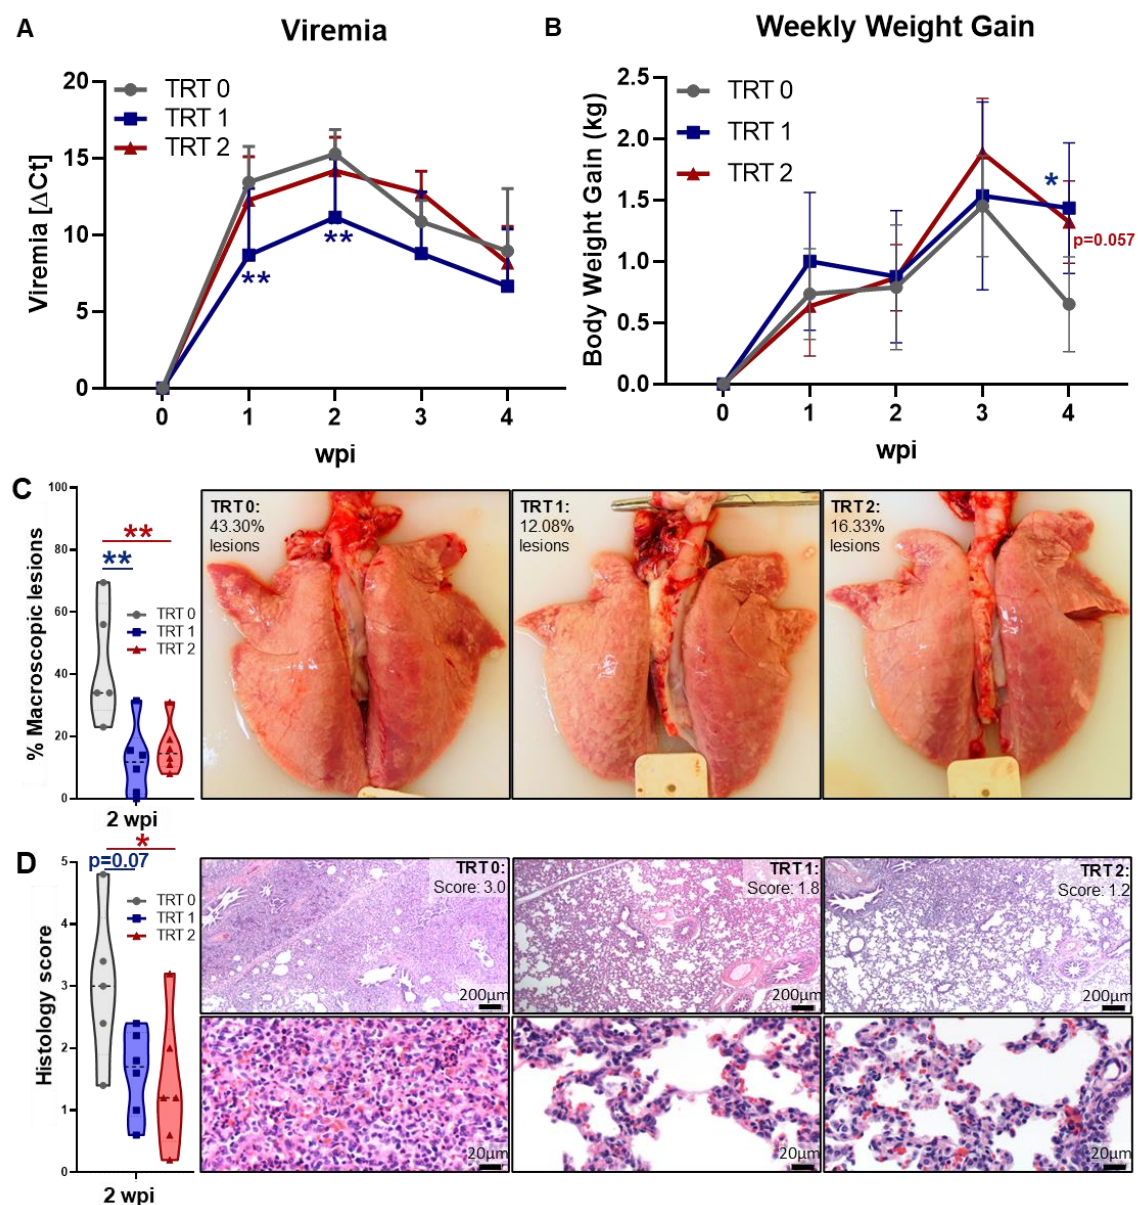 A
Viremia
20
15
10
5
0
Viremia [ΔCt]
TRT 0
TRT 1
TRT 2
**
**
0 1 2 3 4
wpi
B
Weekly Weight Gain
2.5
2.0
1.5
1.0
0.5
0.0
Body Weight Gain (kg)
TRT 0
TRT 1
TRT 2
*
p=0.057
0 1 2 3 4
wpi
C
100
80
60
40
20
0
% Macroscopic lesions
**
**
TRT 0
TRT 1
TRT 2
2 wpi
TRT 0:
43.30%
lesions
TRT 1:
12.08%
lesions
TRT 2:
16.33%
lesions
D
5
4
3
2
1
0
Histology score
*
p=0.07
TRT 0
TRT 1
TRT 2
2 wpi
TRT 0:
Score: 3.0
200µm
TRT 1:
Score: 1.8
200µm
TRT 2:
Score: 1.2
200µm
20µm
20µm
20µm